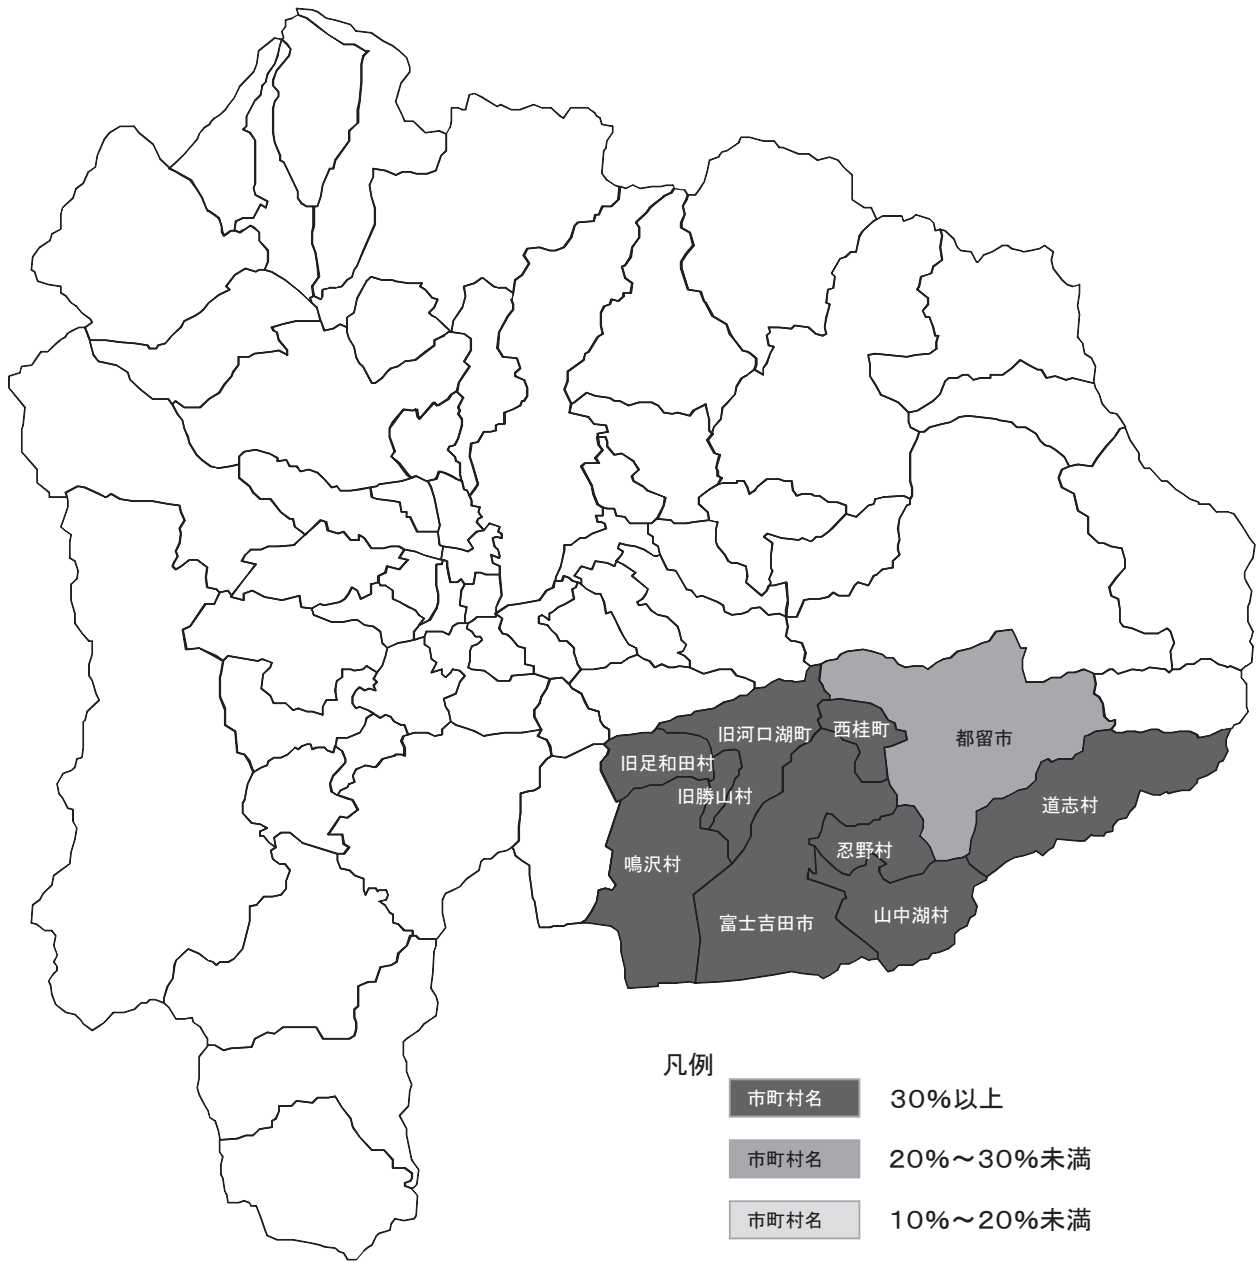 旧河口湖町
西桂町
都留市
旧足和田村
旧勝山村
道志村
忍野村
鳴沢村
山中湖村
富士吉田市
凡例
市町村名 30%以上
市町村名 20%～30%未満
市町村名 10%～20%未満